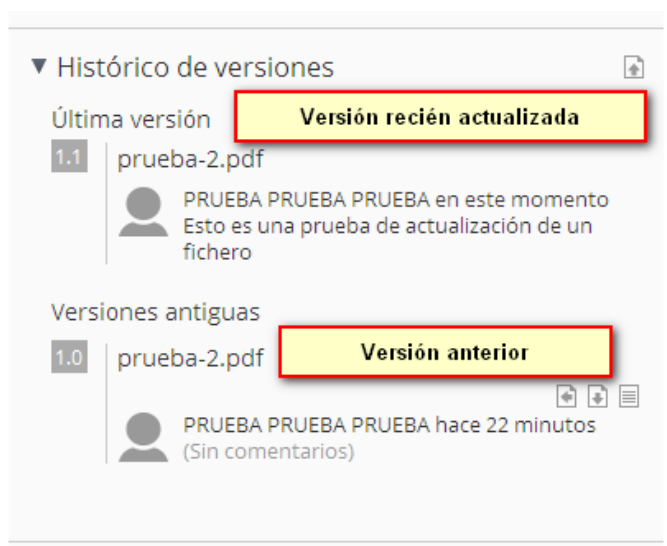 Histórico de versiones
Última versión
Versión recién actualizada
1.1 prueba-2.pdf
PRUEBA PRUEBA PRUEBA en este momento
Esto es una prueba de actualización de un
fichero
Versiones antiguas
1.0 prueba-2.pdf
Versión anterior
PRUEBA PRUEBA PRUEBA hace 22 minutos
(Sin comentarios)